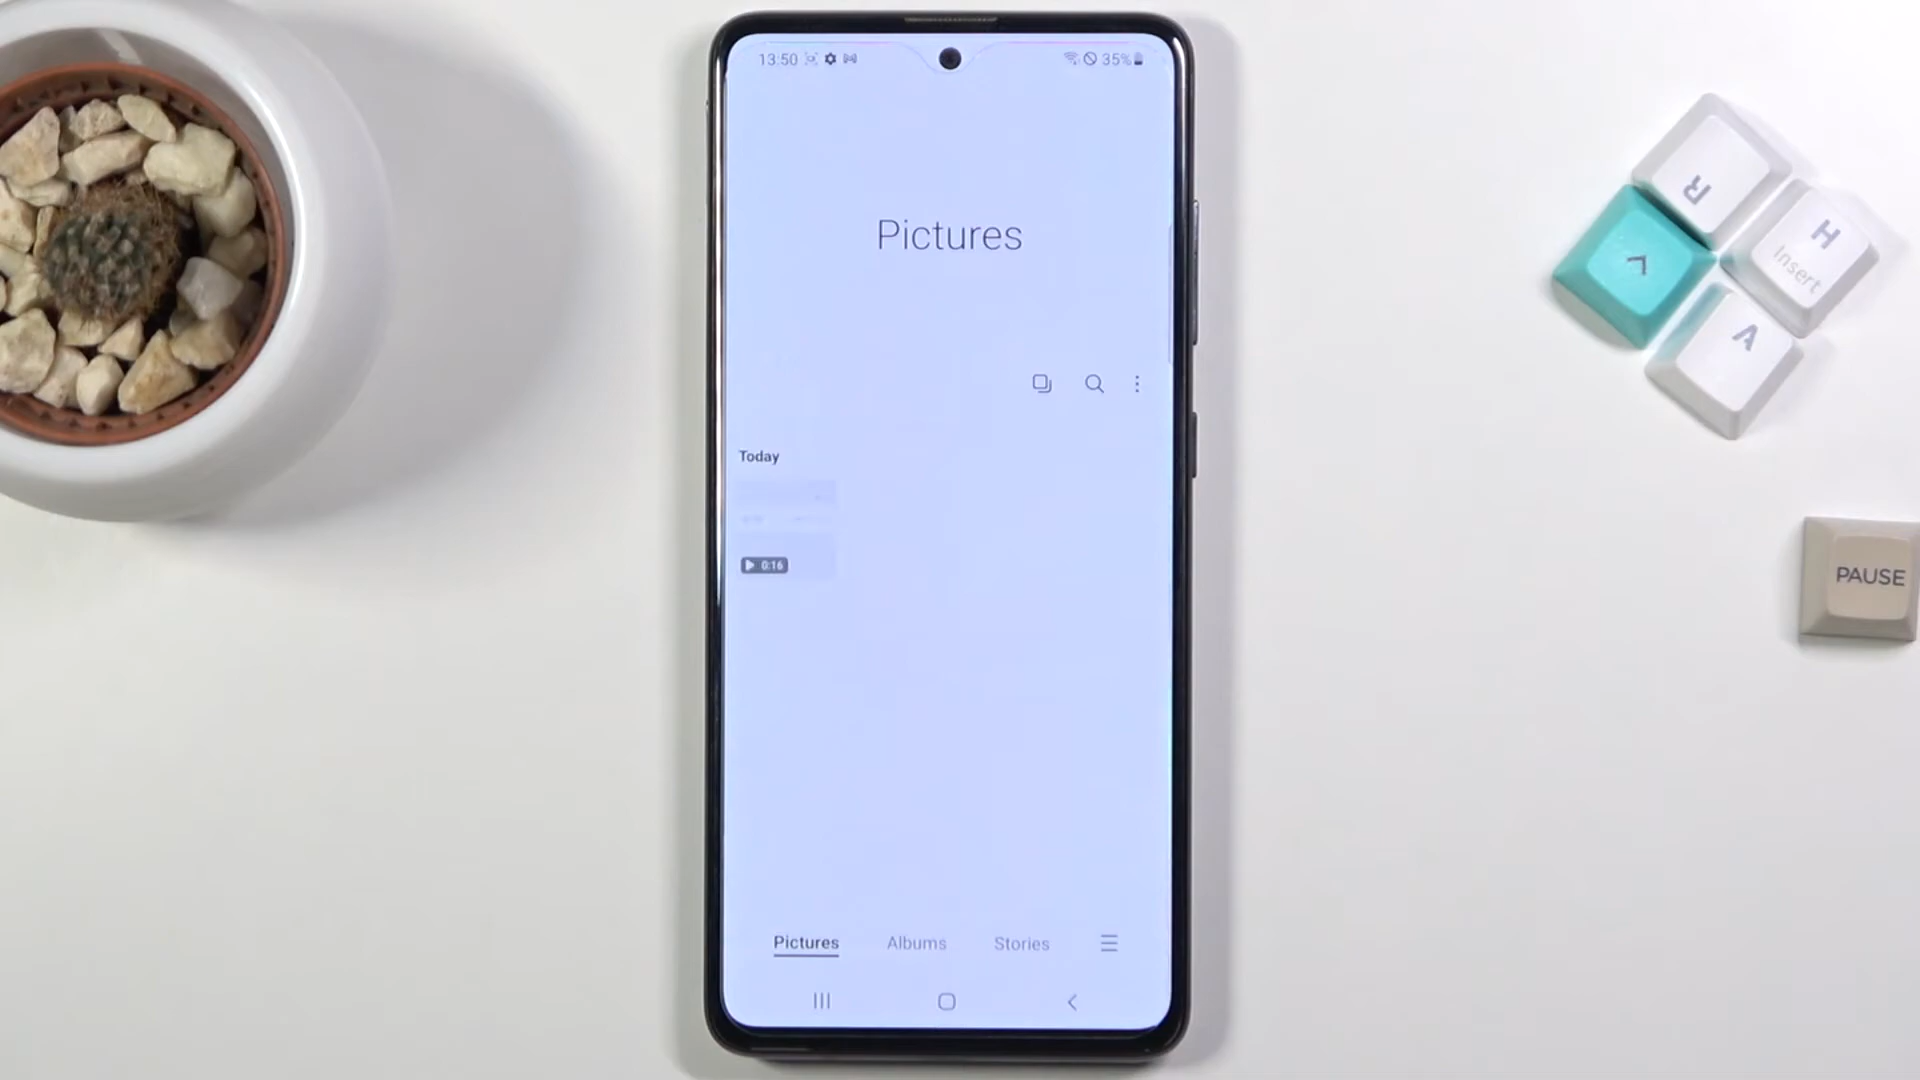 13:50 35%
Pictures
Today
0:16
Pictures Albums Stories
R
H
Insert
A
PAUSE